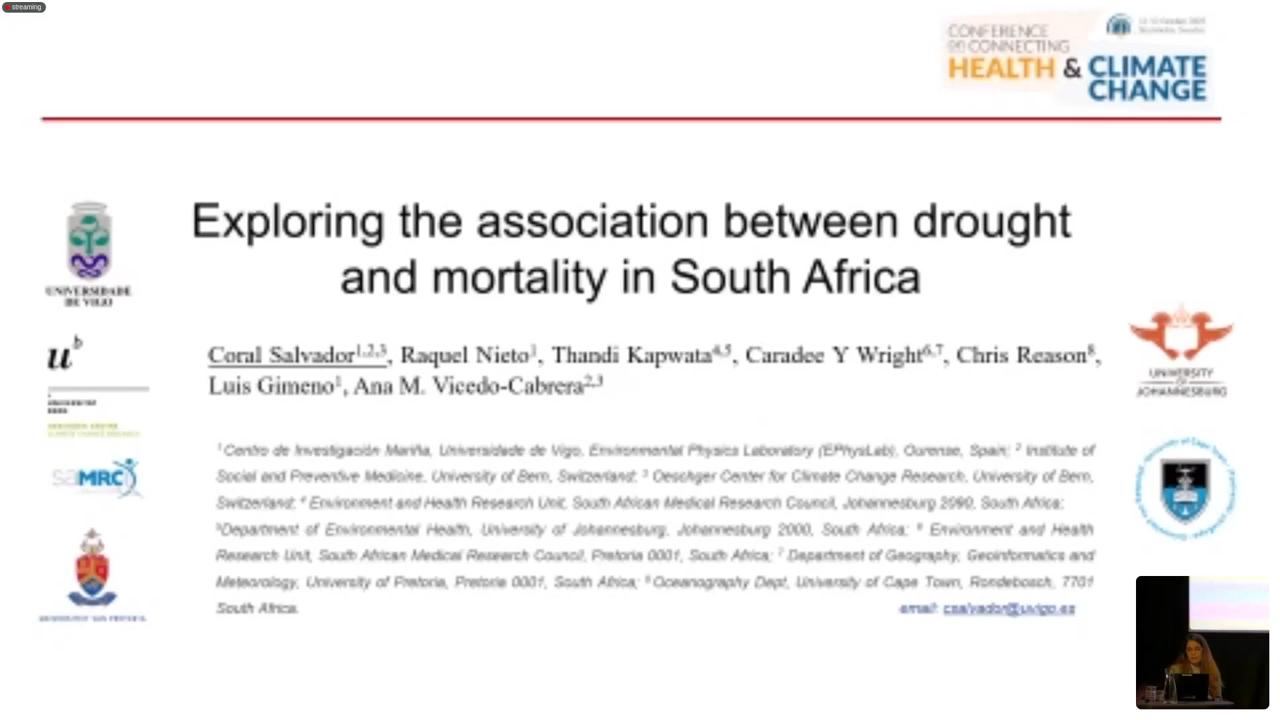 streaming
CONFERENCE
ON CONNECTING
HEALTH & CLIMATE
CHANGE
Exploring the association between drought
and mortality in South Africa
UNIVERSIDADE
DE VIGO
Coral Salvador1,2,3, Raquel Nieto1, Thandi Kapwata4,5, Caradee Y Wright6,7, Chris Reason8,
Luis Gimeno1, Ana M. Vicedo-Cabrera2,3
u b
UNIVERSITY
OF
JOHANNESBURG
1 Centro de Investigación Mariña, Universidade de Vigo, Environmental Physics Laboratory (EPhysLab), Ourense, Spain; 2 Institute of
Social and Preventive Medicine, University of Bern, Switzerland; 3 Oeschger Center for Climate Change Research, University of Bern,
Switzerland; 4 Environment and Health Research Unit, South African Medical Research Council, Johannesburg 2090, South Africa;
5Department of Environmental Health, University of Johannesburg, Johannesburg 2000, South Africa; 6 Environment and Health
Research Unit, South African Medical Research Council, Pretoria 0001, South Africa; 7 Department of Geography, Geoinformatics and
Meteorology, University of Pretoria, Pretoria 0001, South Africa; 8 Oceanography Dept, University of Cape Town, Rondebosch, 7701
South Africa. email: csalvador@uvigo.es
saMRC